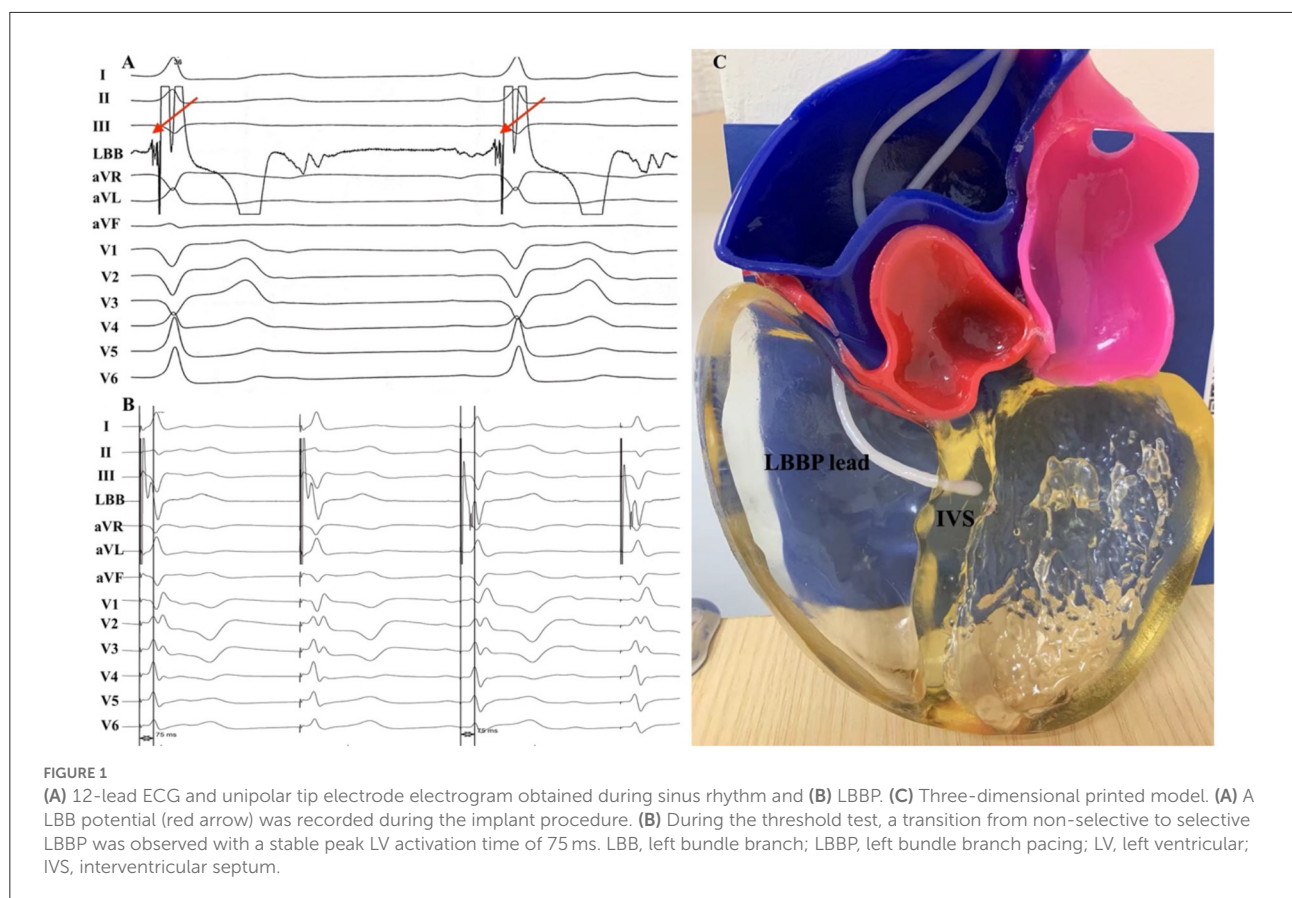 A
I
II
III
LBB
aVR
aVL
aVF
V1
V2
V3
V4
V5
V6
B
I
II
III
LBB
aVR
aVL
aVF
V1
V2
V3
V4
V5
V6
75 ms
75 ms
C
LBBP lead
IVS
FIGURE 1
(A) 12-lead ECG and unipolar tip electrode electrogram obtained during sinus rhythm and (B) LBBP. (C) Three-dimensional printed model. (A) A
LBB potential (red arrow) was recorded during the implant procedure. (B) During the threshold test, a transition from non-selective to selective
LBBP was observed with a stable peak LV activation time of 75 ms. LBB, left bundle branch; LBBP, left bundle branch pacing; LV, left ventricular;
IVS, interventricular septum.